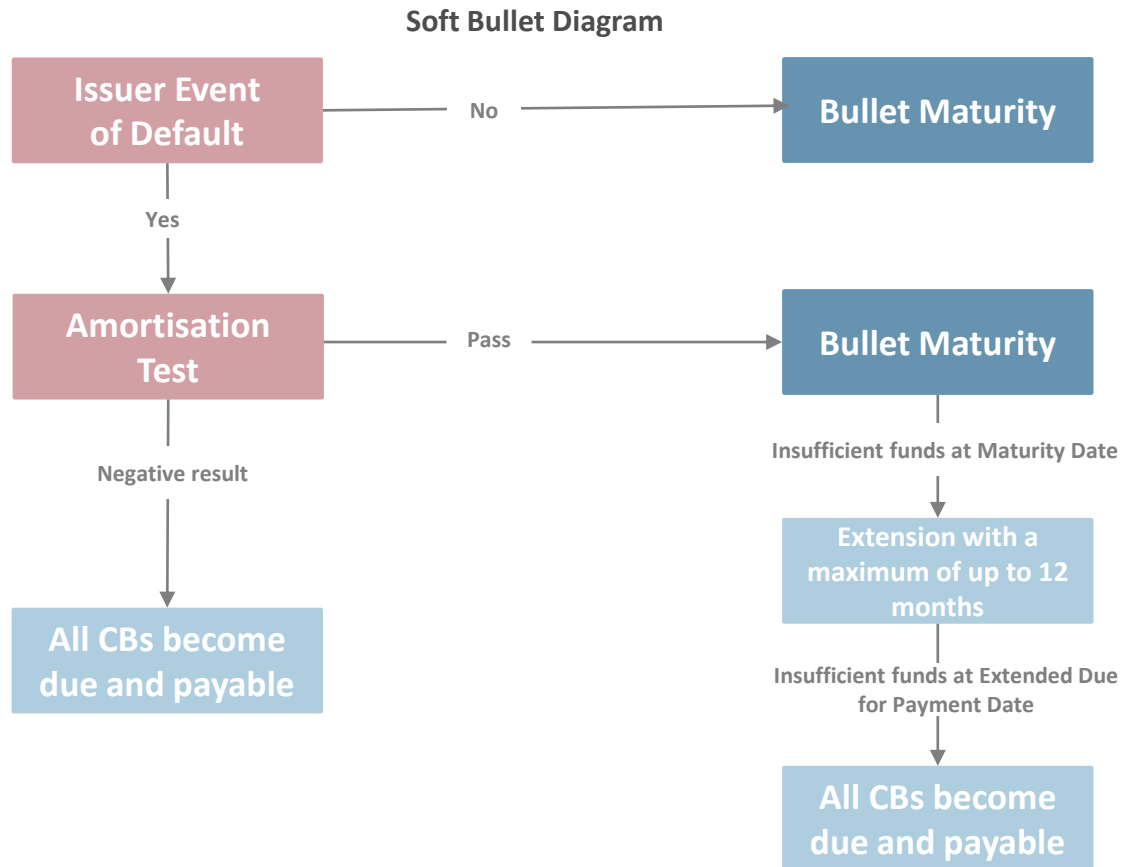 Soft Bullet Diagram
Issuer Event
of Default
No
Bullet Maturity
Yes
Amortisation
Test
Pass
Bullet Maturity
Negative result
Insufficient funds at Maturity Date
Extension with a
maximum of up to 12
months
All CBs become
due and payable
Insufficient funds at Extended Due
for Payment Date
All CBs become
due and payable